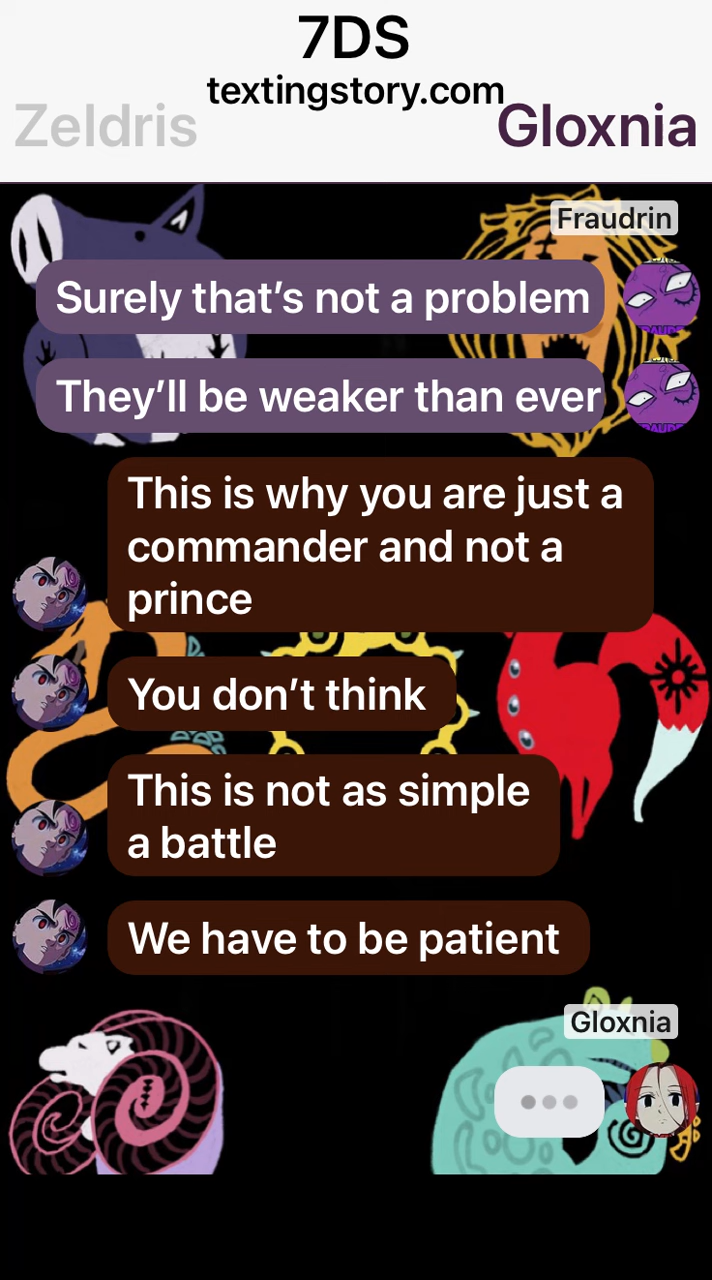 7DS
textingstory.com
Zeldris
Gloxnia
Fraudrin
Surely that’s not a problem
They’ll be weaker than ever
This is why you are just a
commander and not a
prince
You don’t think
This is not as simple
a battle
We have to be patient
Gloxnia